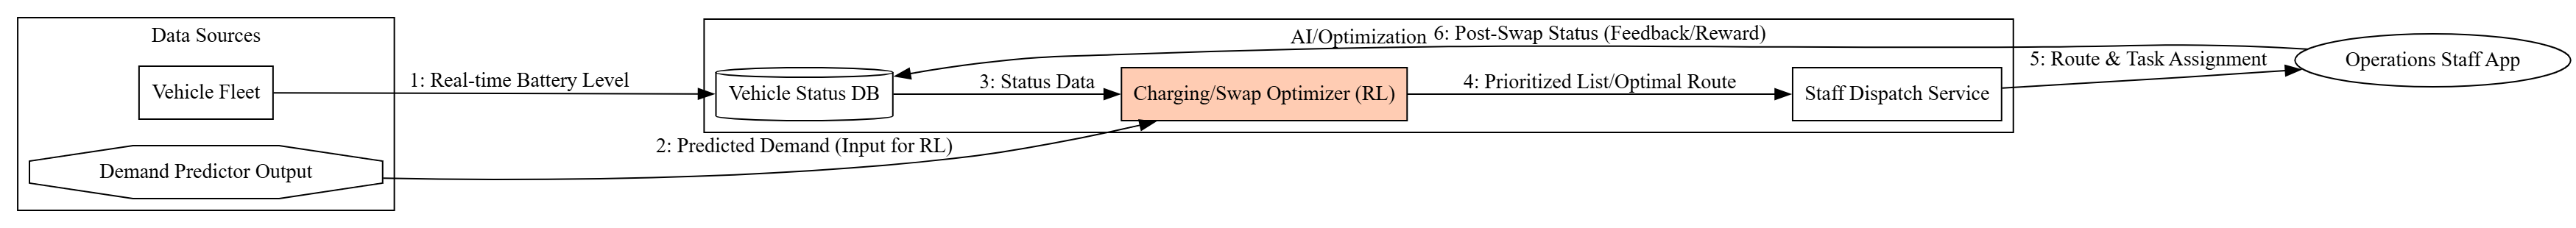 Data Sources
Vehicle Fleet
Demand Predictor Output
1: Real-time Battery Level
2: Predicted Demand (Input for RL)
AI/Optimization
6: Post-Swap Status (Feedback/Reward)
Vehicle Status DB
3: Status Data
Charging/Swap Optimizer (RL)
4: Prioritized List/Optimal Route
Staff Dispatch Service
5: Route & Task Assignment
Operations Staff App